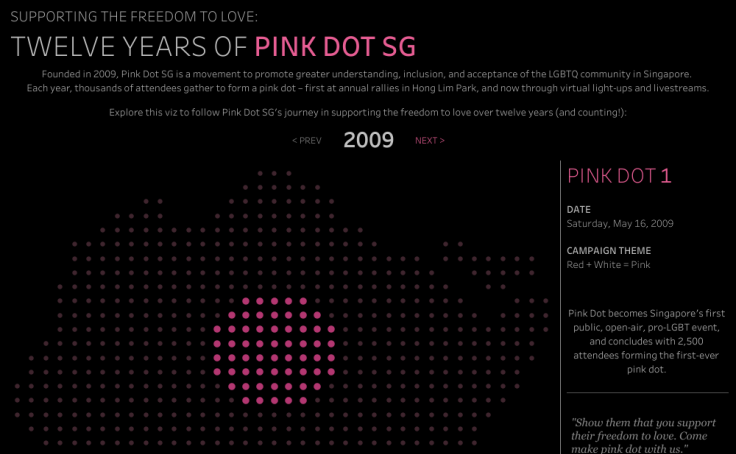 SUPPORTING THE FREEDOM TO LOVE:
TWELVE YEARS OF PINK DOT SG
Founded in 2009, Pink Dot SG is a movement to promote greater understanding, inclusion, and acceptance of the LGBTQ community in Singapore.
Each year, thousands of attendees gather to form a pink dot – first at annual rallies in Hong Lim Park, and now through virtual light-ups and livestreams.
Explore this viz to follow Pink Dot SG's journey in supporting the freedom to love over twelve years (and counting!):
< PREV 2009 NEXT >
PINK DOT 1
DATE
Saturday, May 16, 2009
CAMPAIGN THEME
Red + White = Pink
Pink Dot becomes Singapore's first
public, open-air, pro-LGBT event,
and concludes with 2,500
attendees forming the first-ever
pink dot.
"Show them that you support
their freedom to love. Come
make pink dot with us."